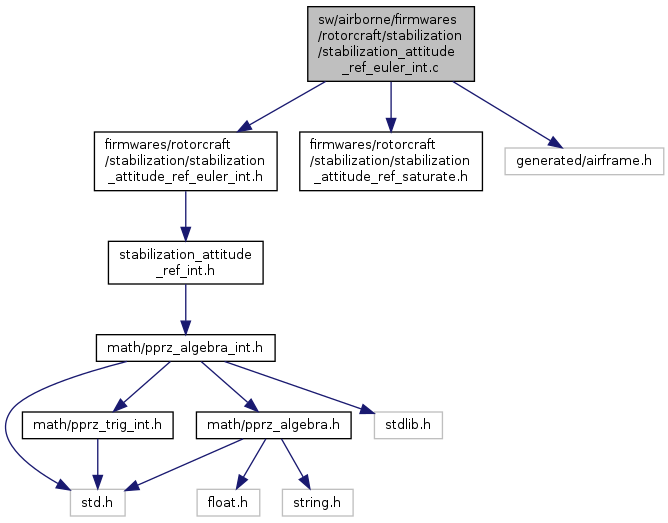 sw/airborne/firmwares
/rotorcraft/stabilization
/stabilization_attitude
_ref_euler_int.c
firmwares/rotorcraft
/stabilization/stabilization
_attitude_ref_euler_int.h
firmwares/rotorcraft
/stabilization/stabilization
_attitude_ref_saturate.h
generated/airframe.h
stabilization_attitude
_ref_int.h
math/pprz_algebra_int.h
math/pprz_trig_int.h
math/pprz_algebra.h
stdlib.h
std.h
float.h
string.h